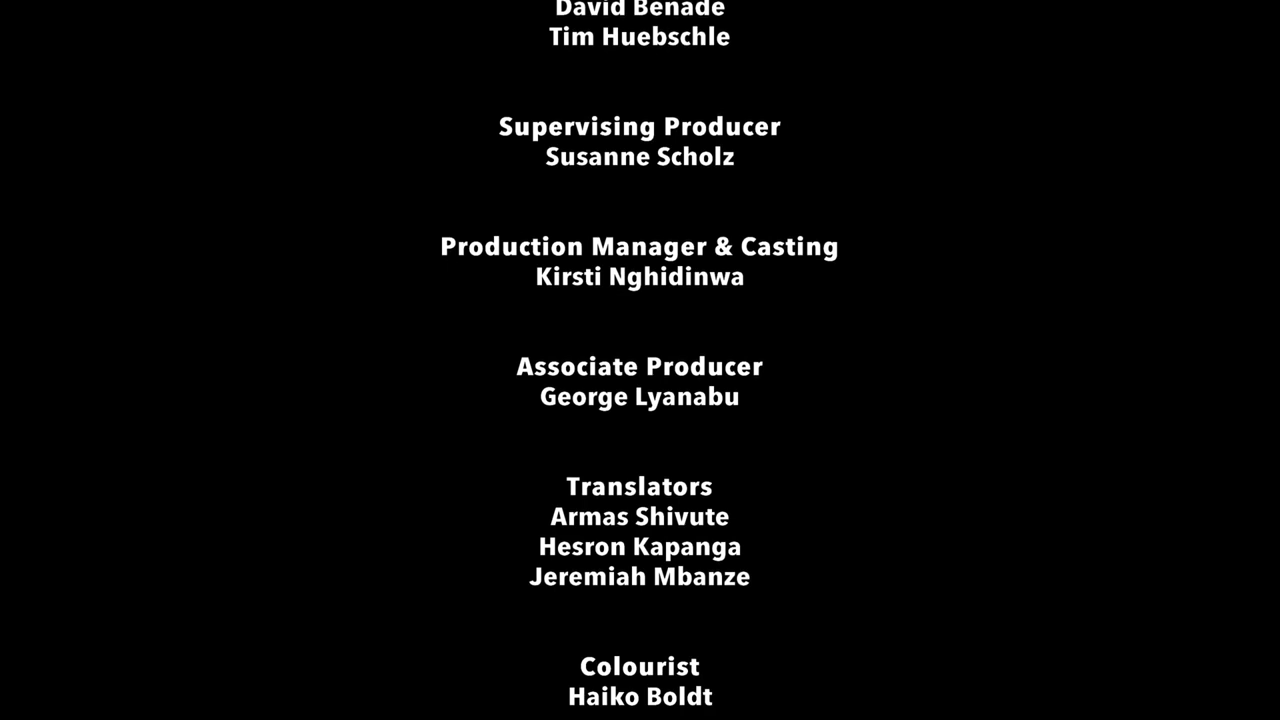 David Benade
Tim Huebschle
Supervising Producer
Susanne Scholz
Production Manager & Casting
Kirsti Nghidinwa
Associate Producer
George Lyanabu
Translators
Armas Shivute
Hesron Kapanga
Jeremiah Mbanze
Colourist
Haiko Boldt